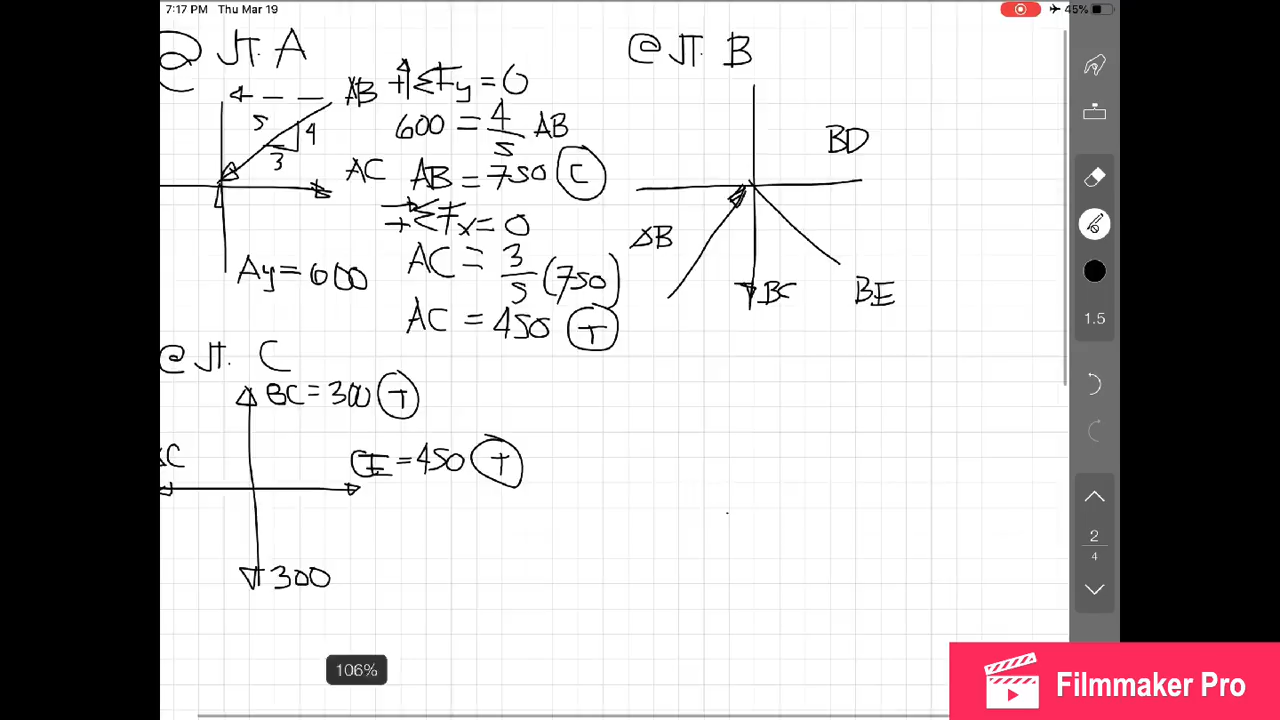 7:17 PM Thu Mar 19
45%
@ JT. A
AB
5
4
3
AC
Ay = 600
+↑ΣFy = 0
600 = 4/5 AB
AB = 750 C
→+ΣFx = 0
AC = 3/5 (750)
AC = 450 T
@ JT. C
BC = 300 T
AC
CE = 450 T
300
@ JT. B
BD
AB
BC
BE
1.5
2
4
106%
Filmmaker Pro